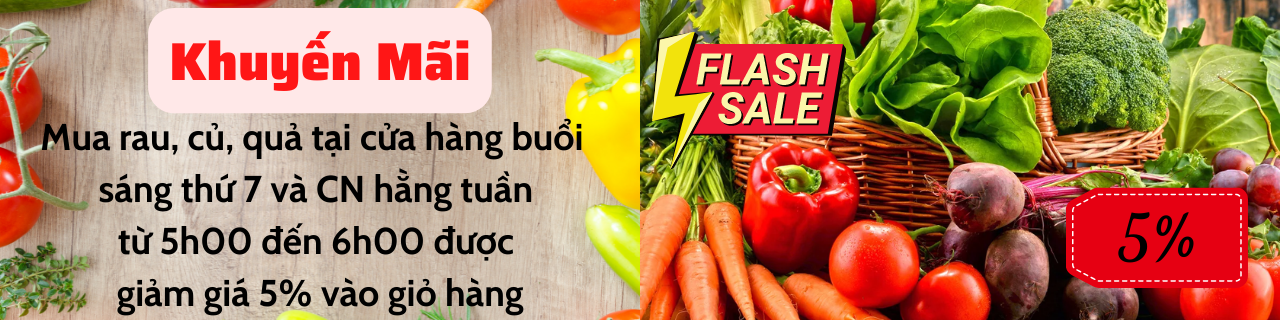 Khuyến Mãi
Mua rau, củ, quả tại cửa hàng buổi
sáng thứ 7 và CN hằng tuần
từ 5h00 đến 6h00 được
giảm giá 5% vào giỏ hàng
FLASH
SALE
5%